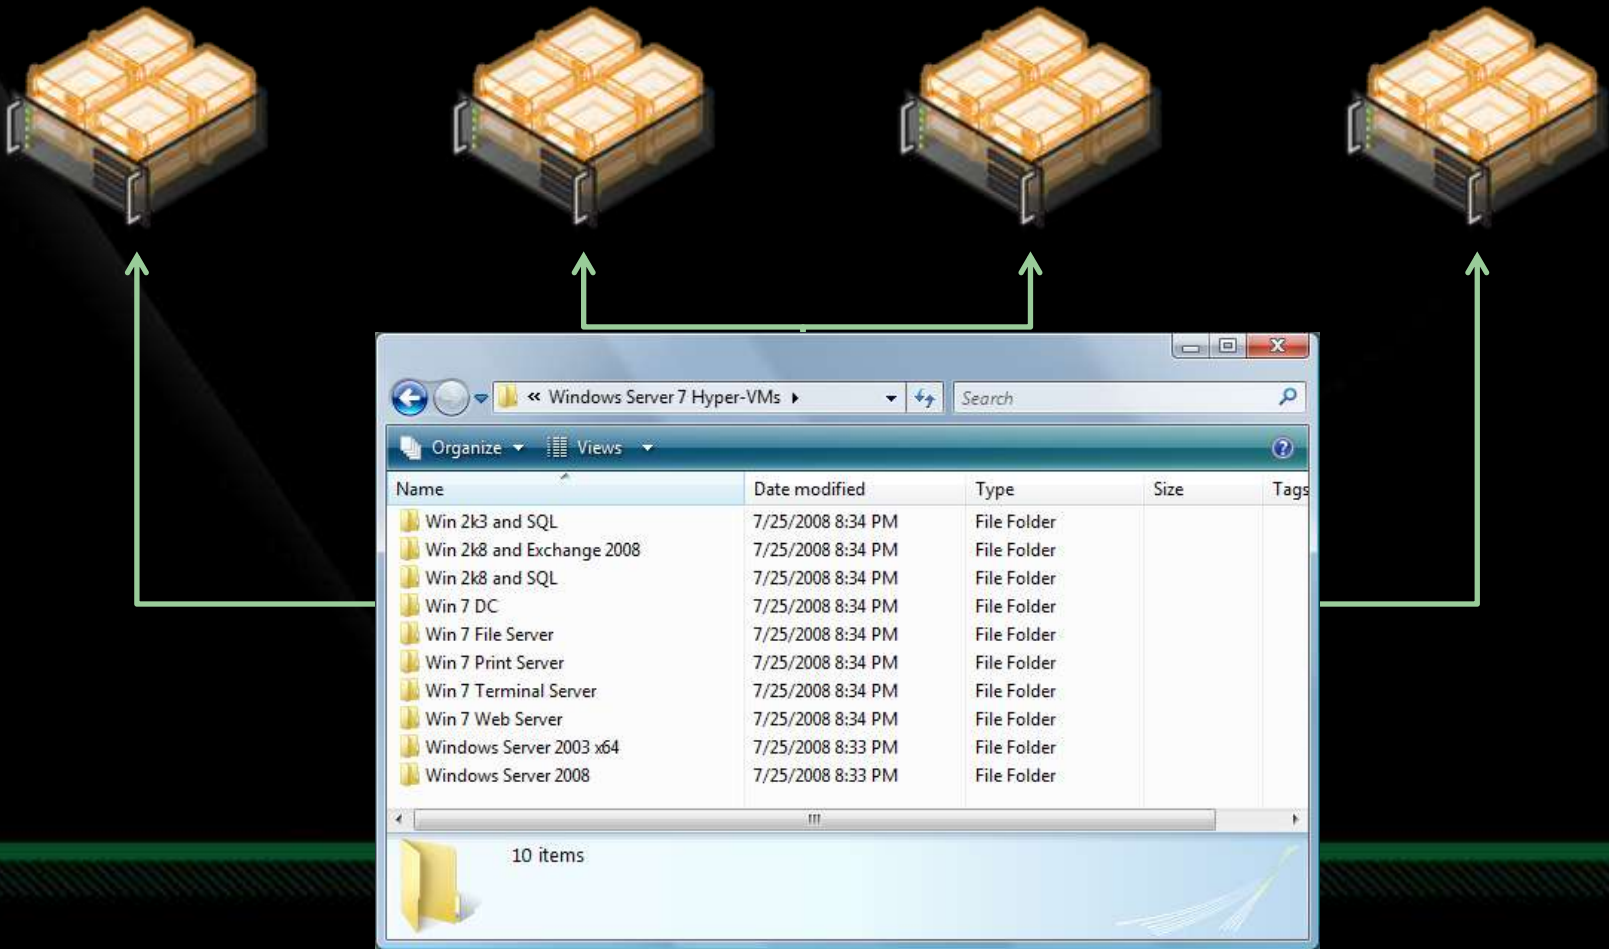 « Windows Server 7 Hyper-VMs
Search
Organize Views
Name Date modified Type Size Tags
Win 2k3 and SQL 7/25/2008 8:34 PM File Folder
Win 2k8 and Exchange 2008 7/25/2008 8:34 PM File Folder
Win 2k8 and SQL 7/25/2008 8:34 PM File Folder
Win 7 DC 7/25/2008 8:34 PM File Folder
Win 7 File Server 7/25/2008 8:34 PM File Folder
Win 7 Print Server 7/25/2008 8:34 PM File Folder
Win 7 Terminal Server 7/25/2008 8:34 PM File Folder
Win 7 Web Server 7/25/2008 8:34 PM File Folder
Windows Server 2003 x64 7/25/2008 8:33 PM File Folder
Windows Server 2008 7/25/2008 8:33 PM File Folder
10 items